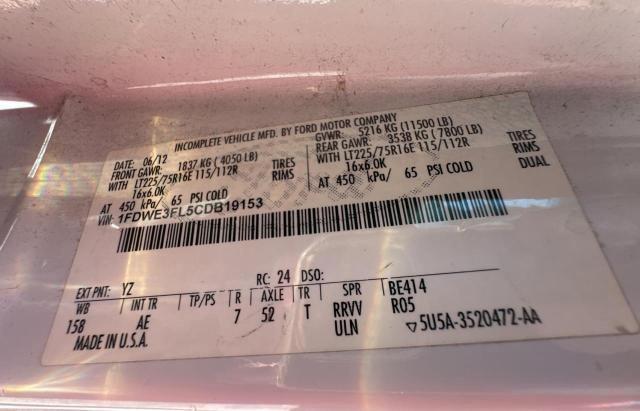 INCOMPLETE VEHICLE MFD. BY FORD MOTOR COMPANY
DATE: 06/12 GVWR: 5216 KG (11500 LB)
FRONT GAWR: 1837 KG (4050 LB) REAR GAWR: 3538 KG (7800 LB)
WITH LT225/75R16E 115/112R TIRES WITH LT225/75R16E 115/112R TIRES
16x6.0K RIMS 16x6.0K RIMS
AT 450 kPa/ 65 PSI COLD AT 450 kPa/ 65 PSI COLD DUAL
VIN: 1FDWE3FL5CDB19153
EXT PNT: YZ RC: 24 DSO:
WB INT TR TP/PS R AXLE TR SPR BE414
158 AE 7 52 T RRVV R05
ULN
MADE IN U.S.A. ▽5U5A-3520472-AA